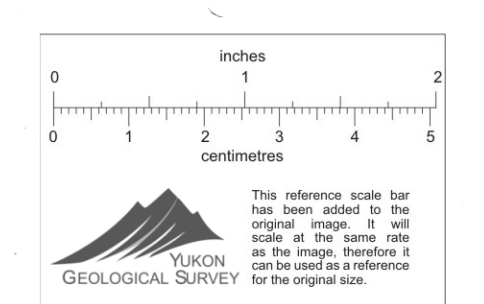 inches
0 1 2
0 1 2 3 4 5
centimetres
This reference scale bar
has been added to the
original image. It will
scale at the same rate
as the image, therefore it
can be used as a reference
for the original size.
YUKON
GEOLOGICAL SURVEY